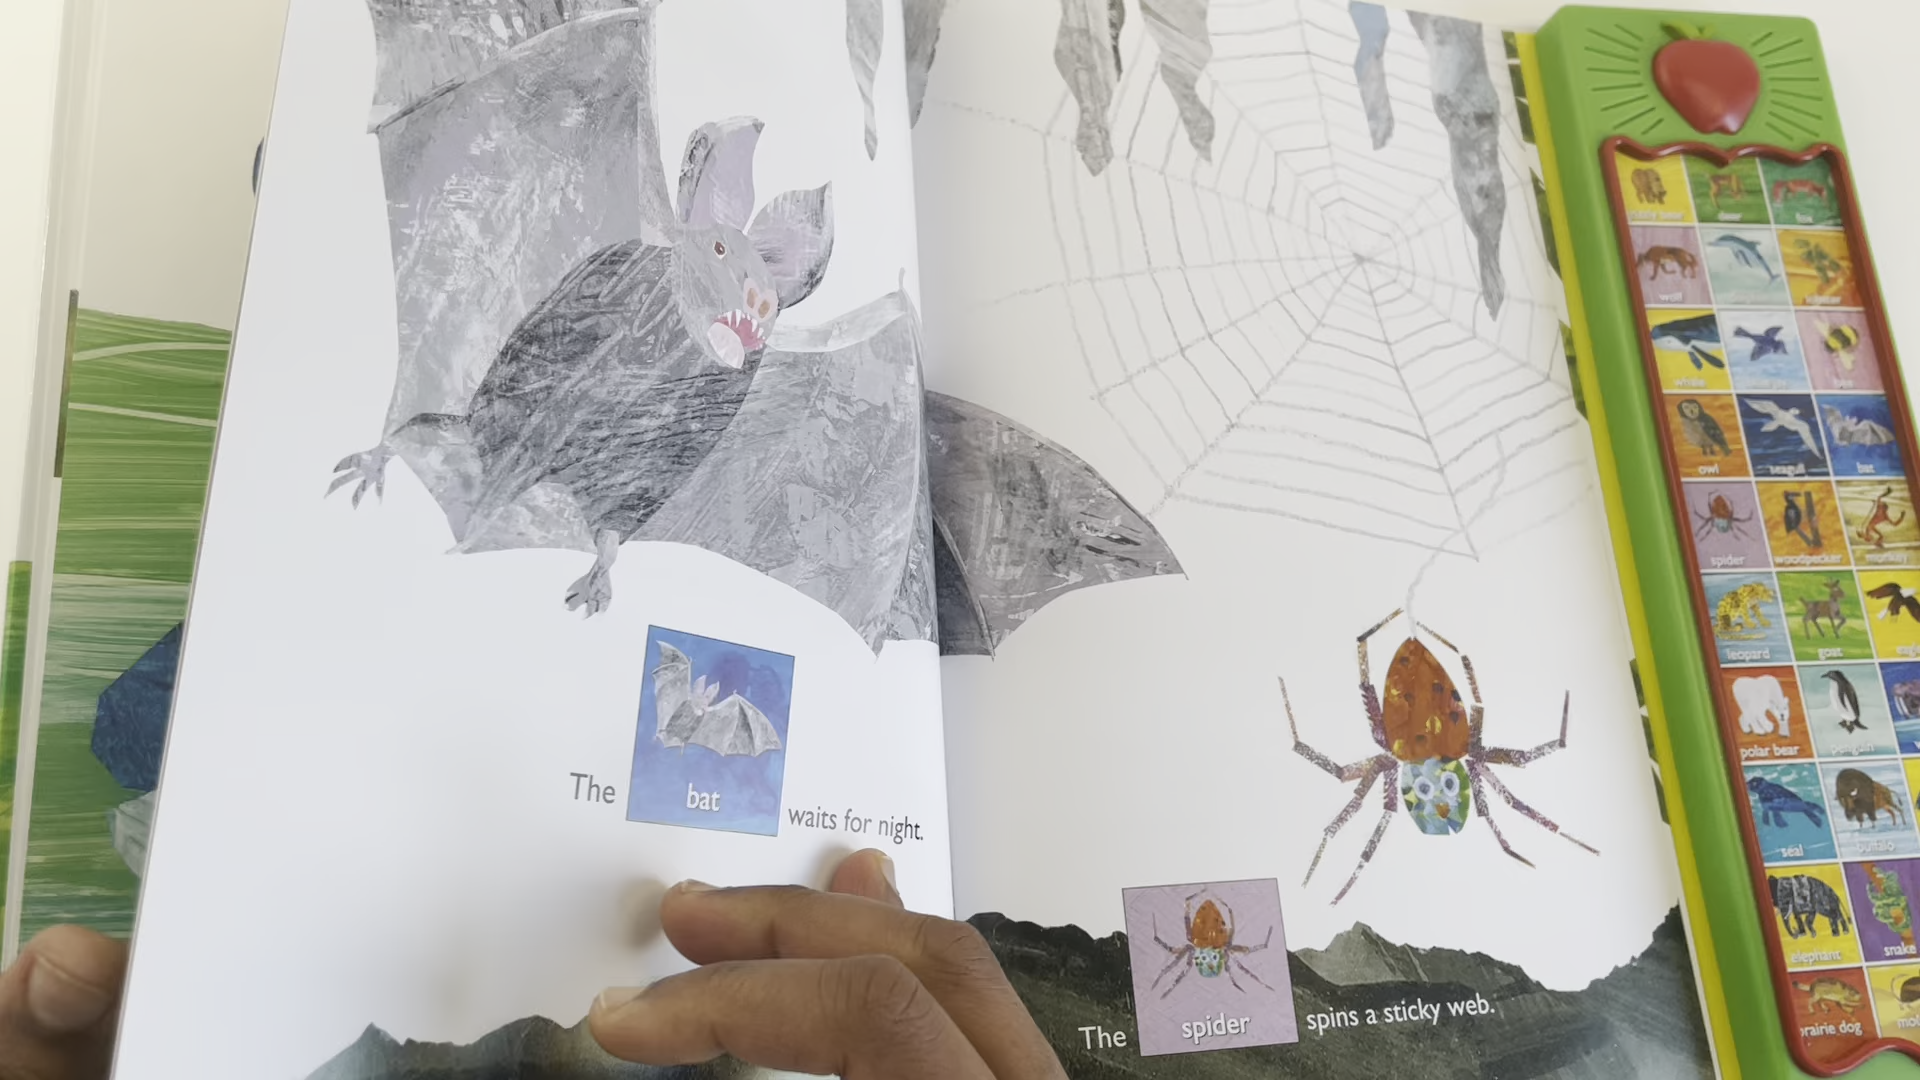 The bat waits for night.
The spider spins a sticky web.
deer
fox
wolf
whale
bee
owl seagull bat
spider woodpecker monkey
leopard goat eagle
polar bear penguin
seal buffalo
elephant snake
prairie dog